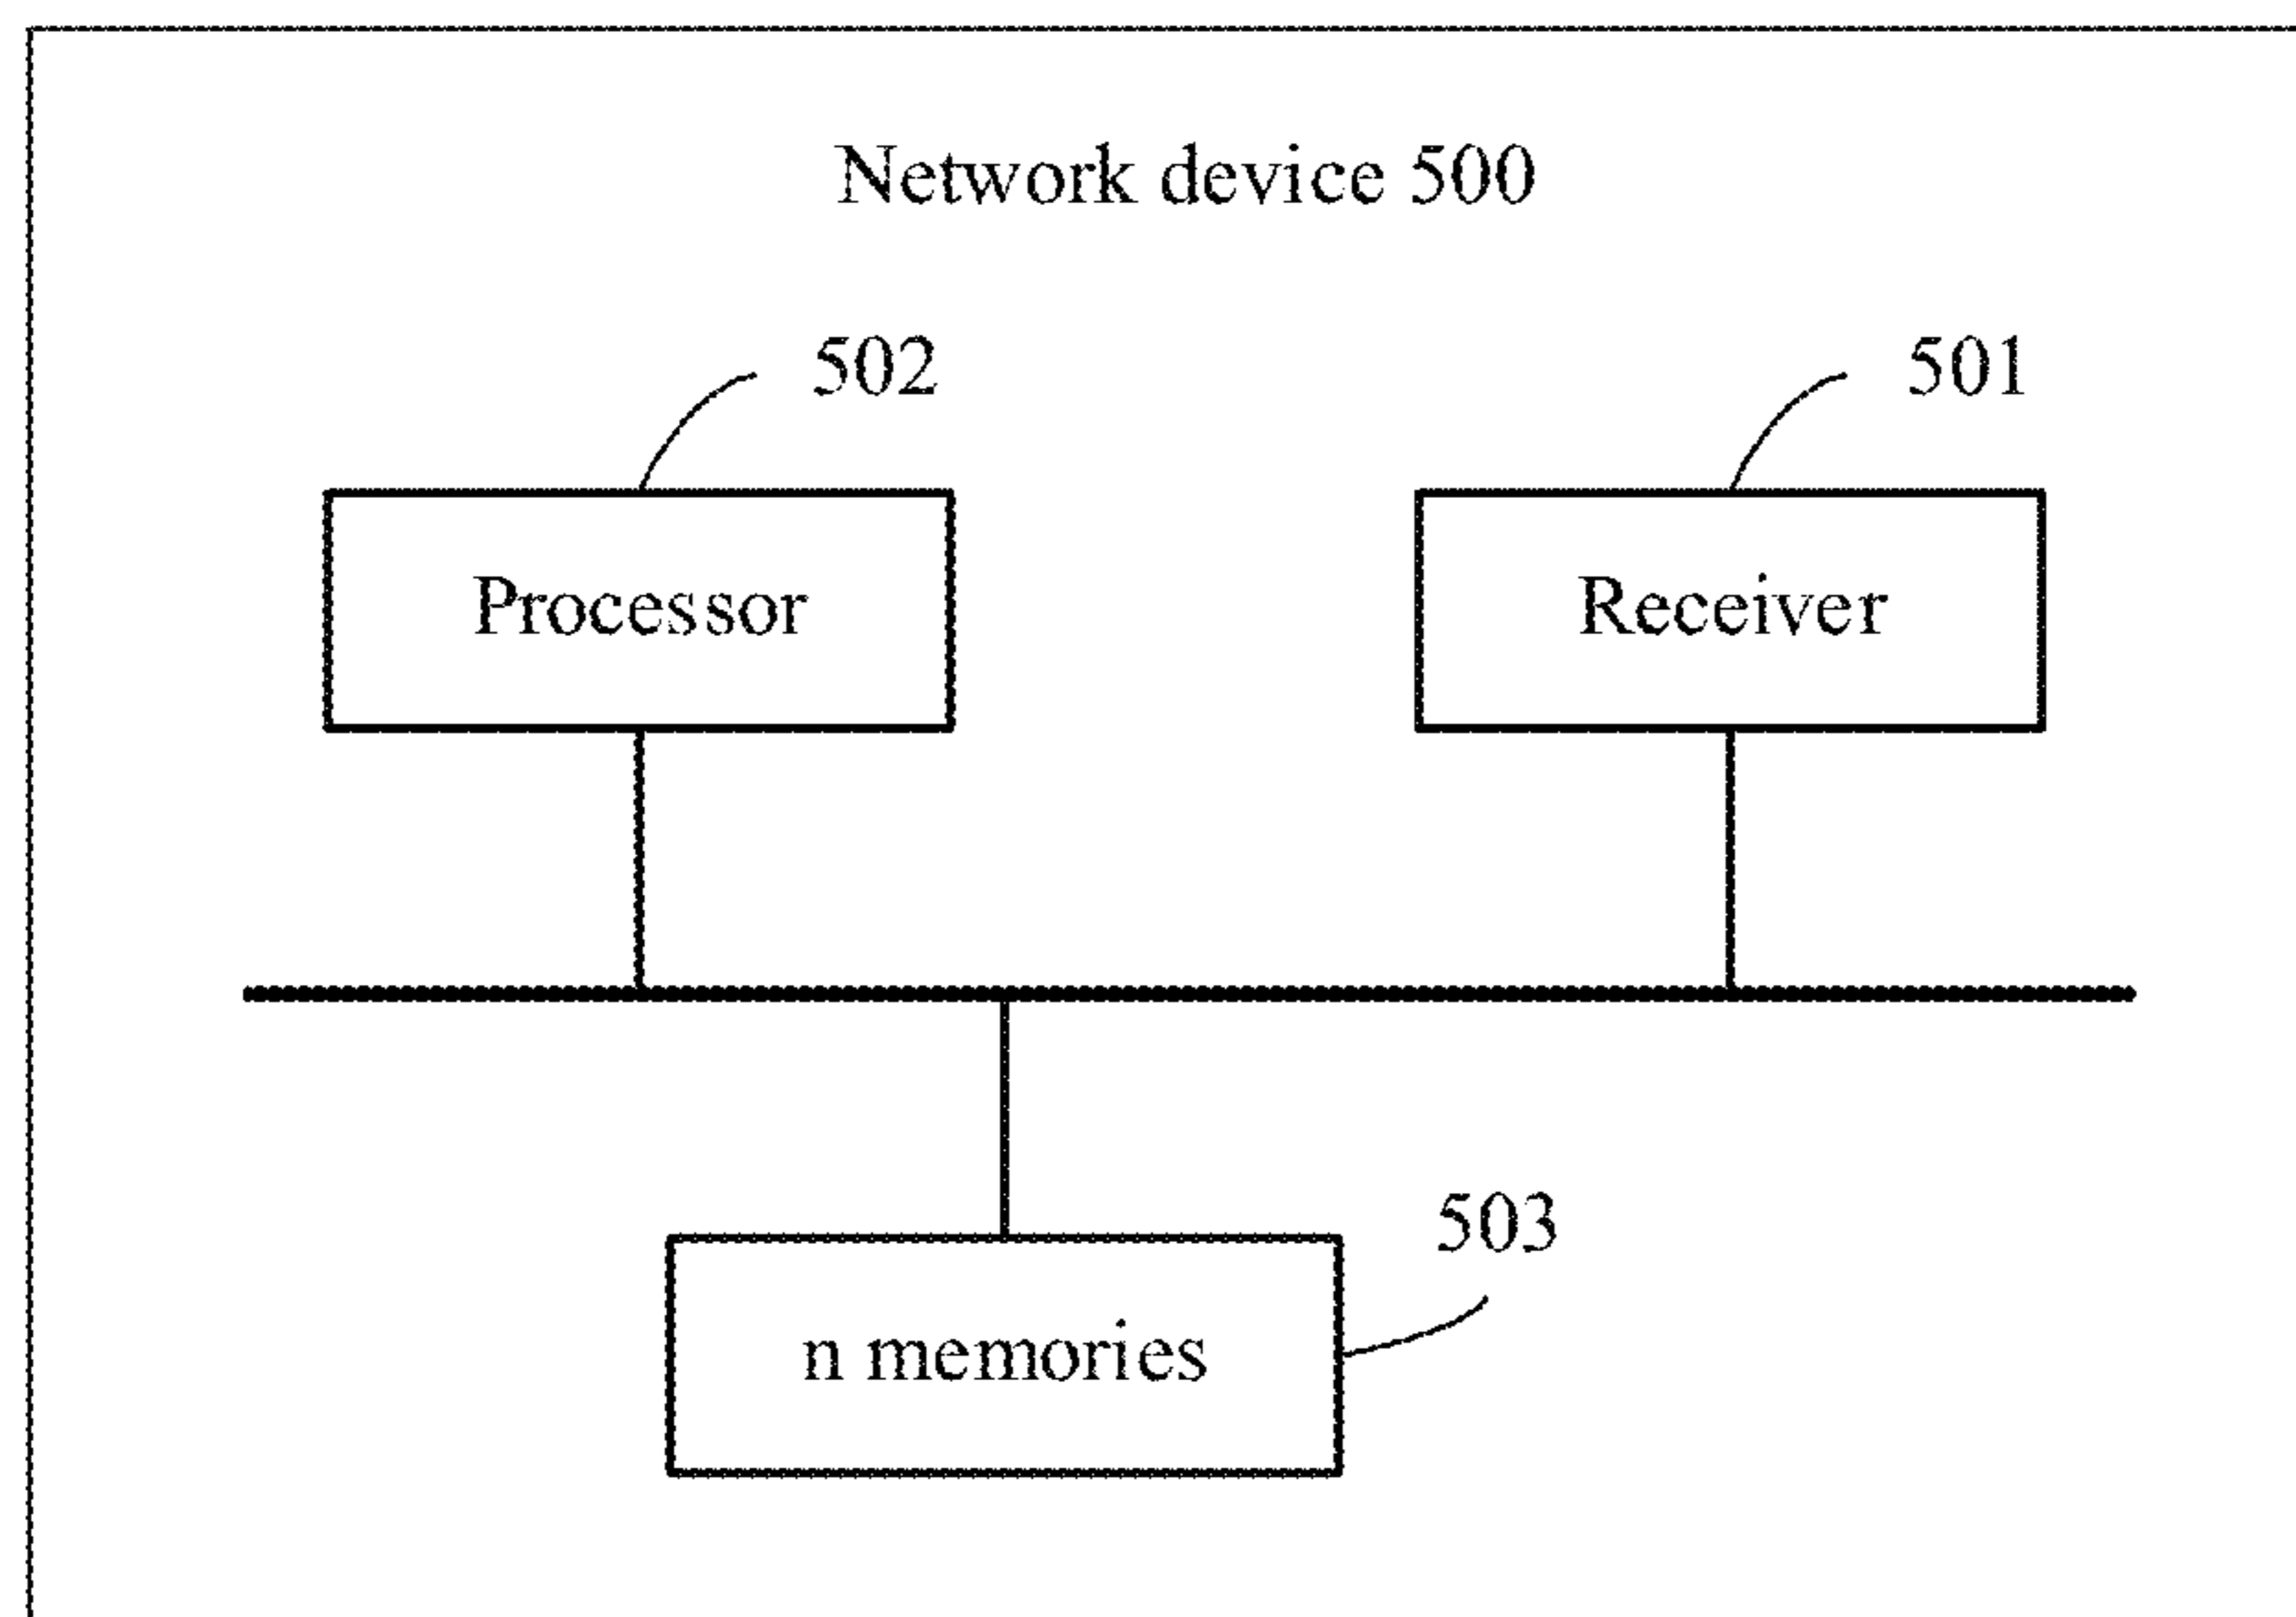 Network device 500
502
501
Processor
Receiver
503
n memories